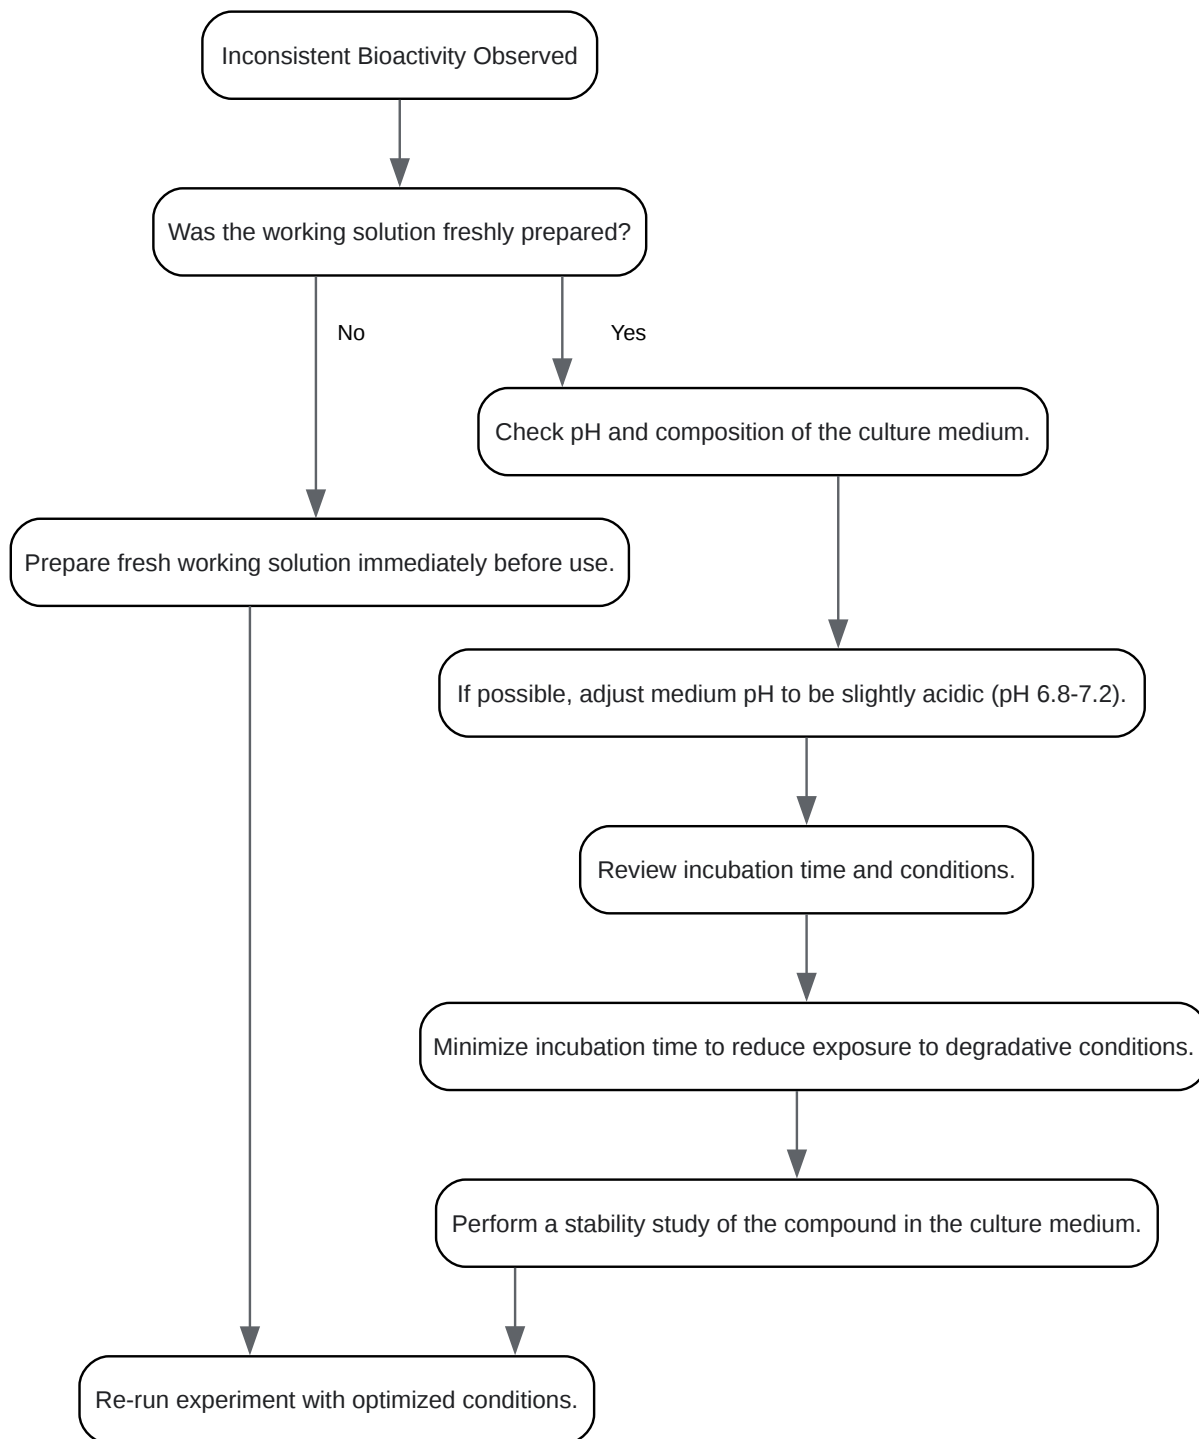 Inconsistent Bioactivity Observed
Was the working solution freshly prepared?
No
Yes
Check pH and composition of the culture medium.
Prepare fresh working solution immediately before use.
If possible, adjust medium pH to be slightly acidic (pH 6.8-7.2).
Review incubation time and conditions.
Minimize incubation time to reduce exposure to degradative conditions.
Perform a stability study of the compound in the culture medium.
Re-run experiment with optimized conditions.